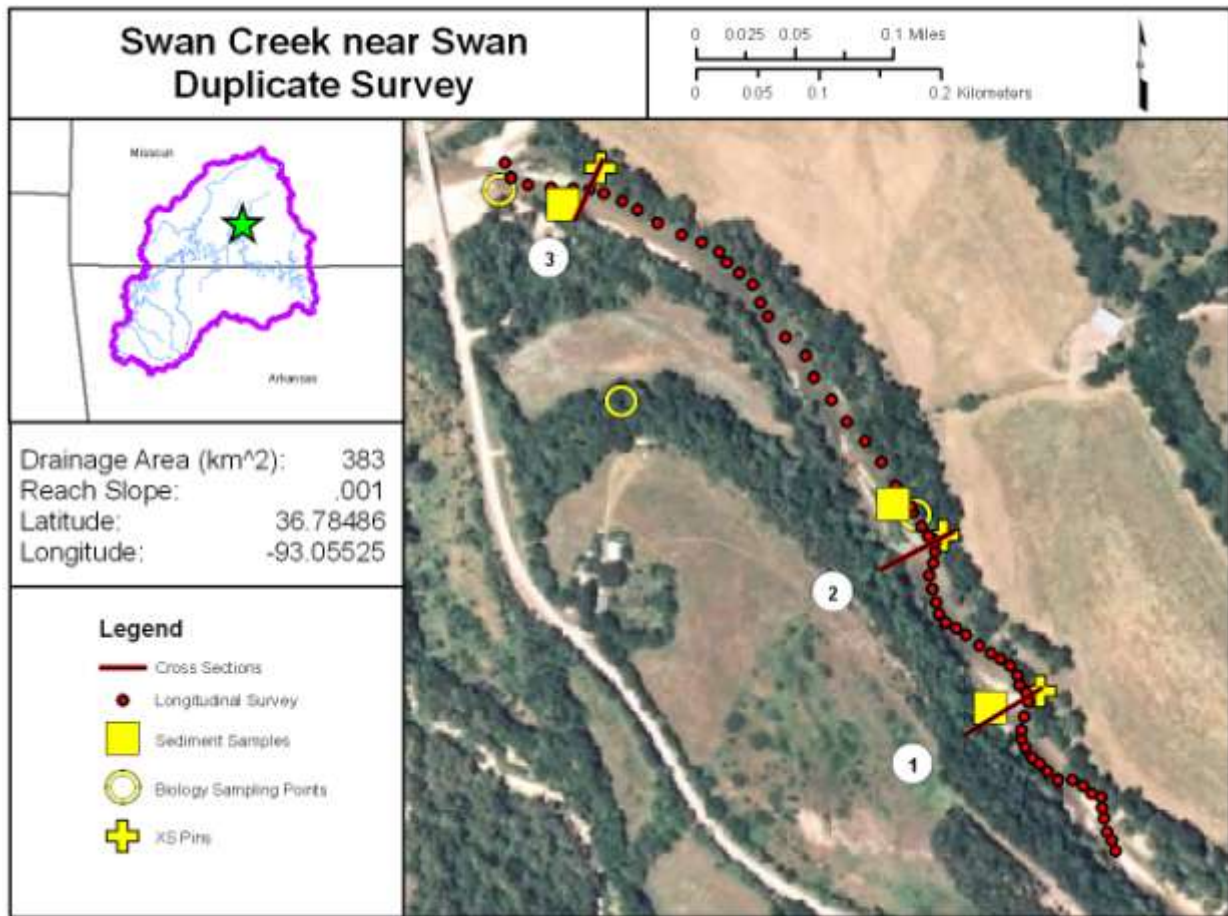 Swan Creek near Swan
Duplicate Survey
0 0.025 0.05 0.1 Miles
0 0.05 0.1 0.2 Kilometers
Missouri
Arkansas
Drainage Area (km^2): 383
Reach Slope: .001
Latitude: 36.78486
Longitude: -93.05525
Legend
Cross Sections
Longitudinal Survey
Sediment Samples
Biology Sampling Points
XS Pins
3
2
1